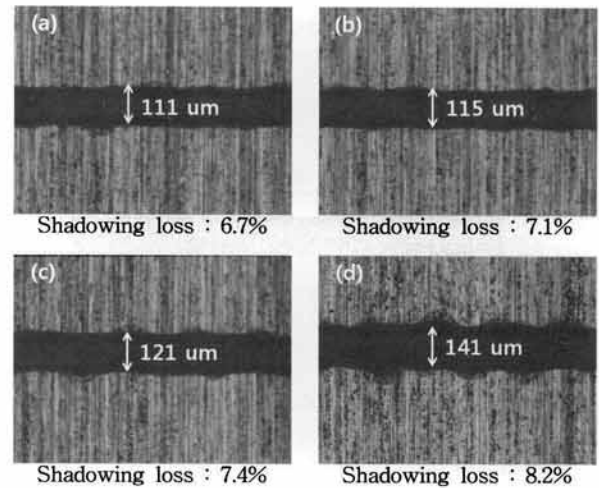 (a)
111 um
Shadowing loss : 6.7%
(b)
115 um
Shadowing loss : 7.1%
(c)
121 um
Shadowing loss : 7.4%
(d)
141 um
Shadowing loss : 8.2%